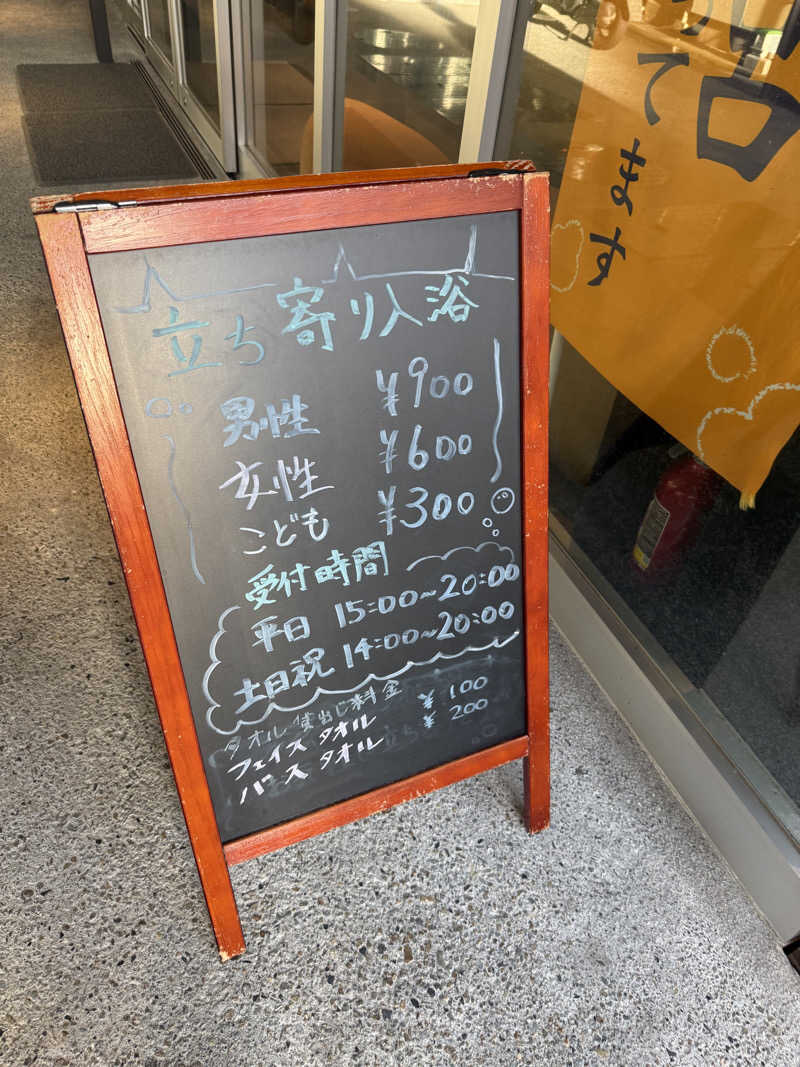 立ち寄り入浴
男性 ¥900
女性 ¥600
こども ¥300
受付時間
平日 15:00~20:00
土日祝 14:00~20:00
タオル貸出し料金
フェイスタオル ¥100
バスタオル ¥200
てます